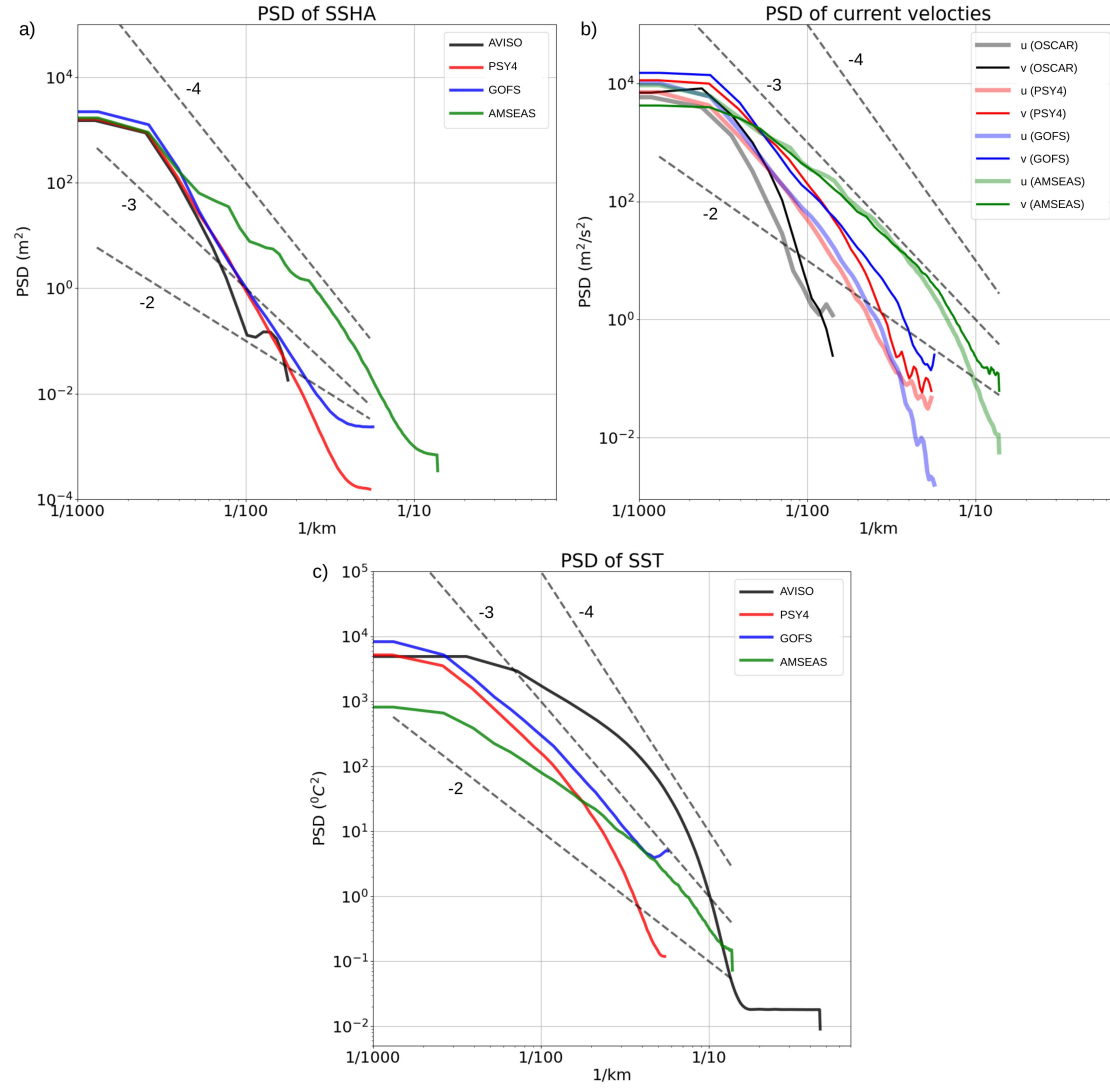 a)
PSD of SSHA
AVISO
PSY4
GOFS
AMSEAS
-4
-3
-2
10⁴
10²
10⁰
10⁻²
10⁻⁴
PSD (m²)
1/1000
1/100
1/10
1/km
b)
PSD of current velocties
u (OSCAR)
v (OSCAR)
u (PSY4)
v (PSY4)
u (GOFS)
v (GOFS)
u (AMSEAS)
v (AMSEAS)
-4
-3
-2
10⁴
10²
10⁰
10⁻²
PSD (m²/s²)
1/1000
1/100
1/10
1/km
c)
PSD of SST
AVISO
PSY4
GOFS
AMSEAS
-3
-4
-2
10⁵
10⁴
10³
10²
10¹
10⁰
10⁻¹
10⁻²
PSD (⁰C²)
1/1000
1/100
1/10
1/km